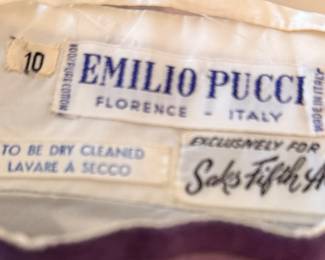 10
EMILIO PUCCI
FLORENCE - ITALY
MADE IN ITALY
TO BE DRY CLEANED
LAVARE A SECCO
EXCLUSIVELY FOR
Saks Fifth A